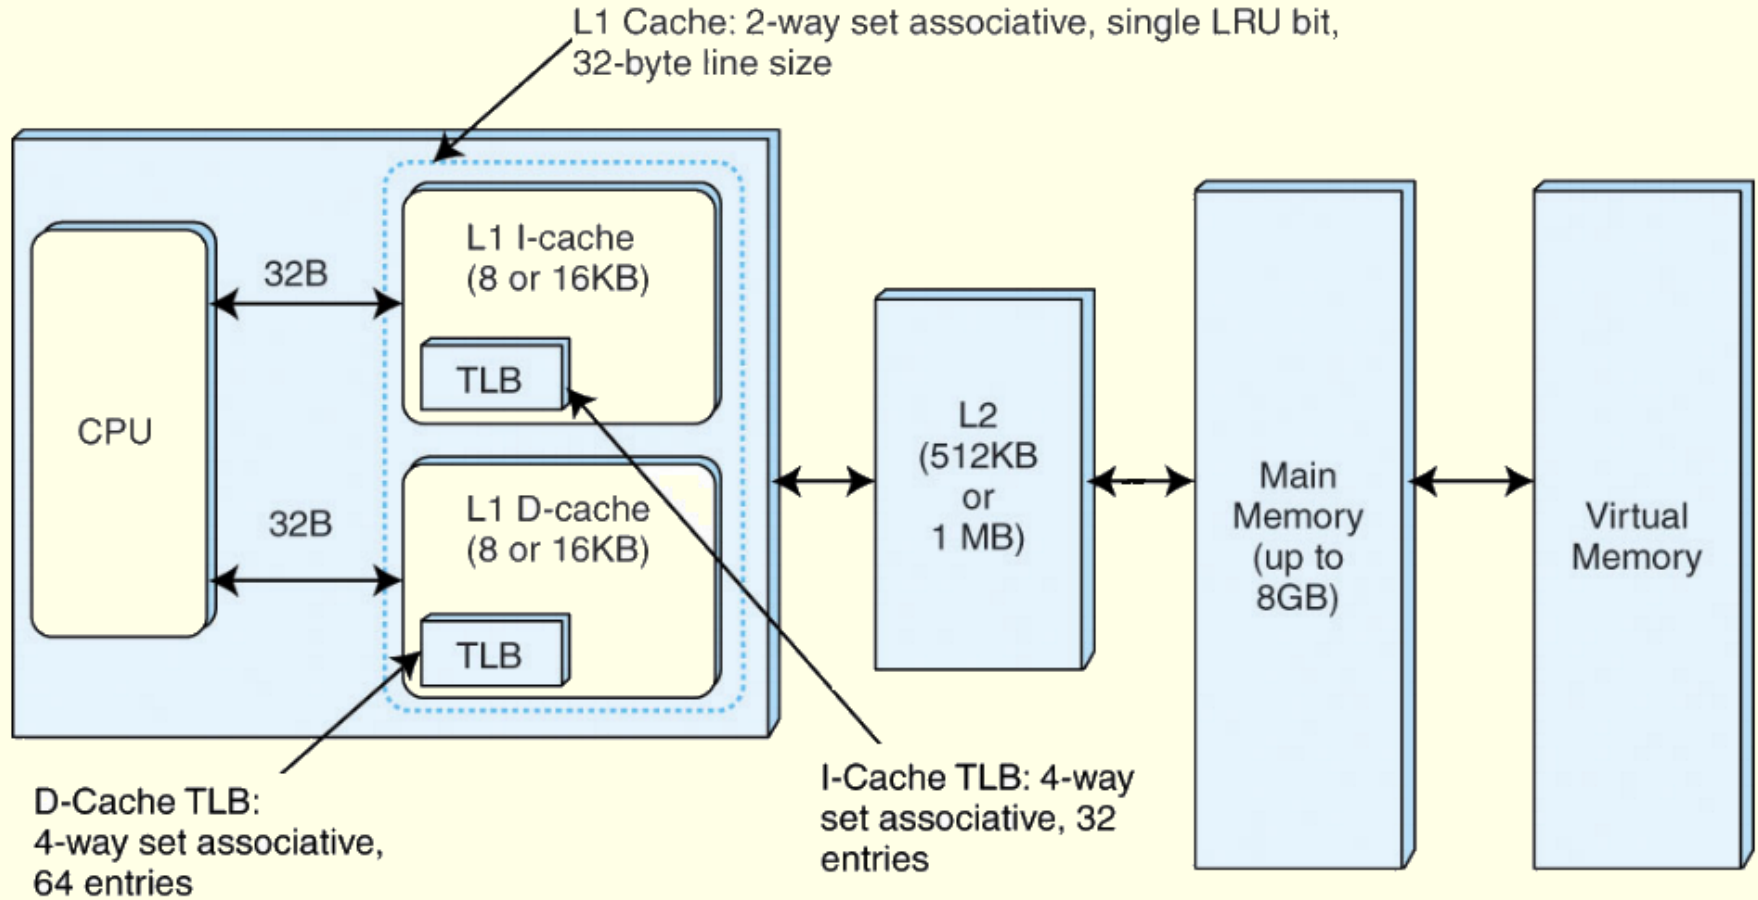 L1 Cache: 2-way set associative, single LRU bit,
32-byte line size
CPU
32B
32B
L1 I-cache
(8 or 16KB)
TLB
L1 D-cache
(8 or 16KB)
TLB
L2
(512KB
or
1 MB)
Main
Memory
(up to
8GB)
Virtual
Memory
D-Cache TLB:
4-way set associative,
64 entries
I-Cache TLB: 4-way
set associative, 32
entries